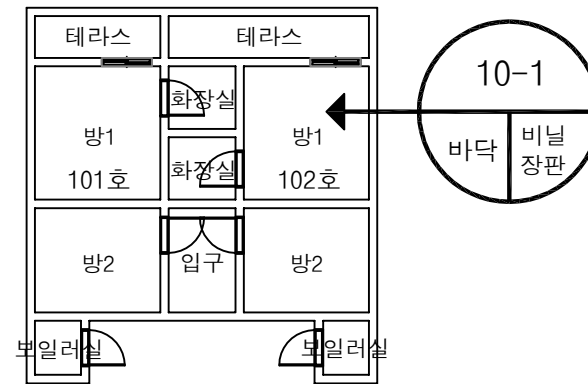 테라스
테라스
화장실
방1
101호
화장실
방1
102호
방2
입구
방2
보일러실
보일러실
10-1
바닥
비닐
장판